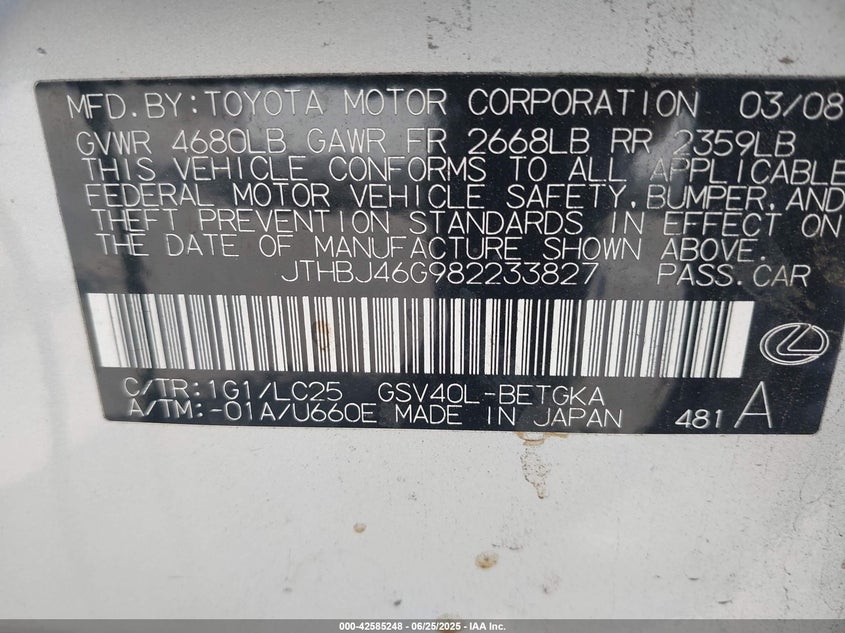 MFD. BY: TOYOTA MOTOR CORPORATION 03/08
GVWR 4680LB GAWR FR 2668LB RR 2359LB
THIS VEHICLE CONFORMS TO ALL APPLICABLE
FEDERAL MOTOR VEHICLE SAFETY, BUMPER, AND
THEFT PREVENTION STANDARDS IN EFFECT ON
THE DATE OF MANUFACTURE SHOWN ABOVE.
JTHBJ46G982233827 PASS. CAR
C/TR: 1G1/LC25 GSV40L-BETGKA
A/TM: -01A/U660E MADE IN JAPAN 481 A
000-42585248 - 06/25/2025 - IAA Inc.